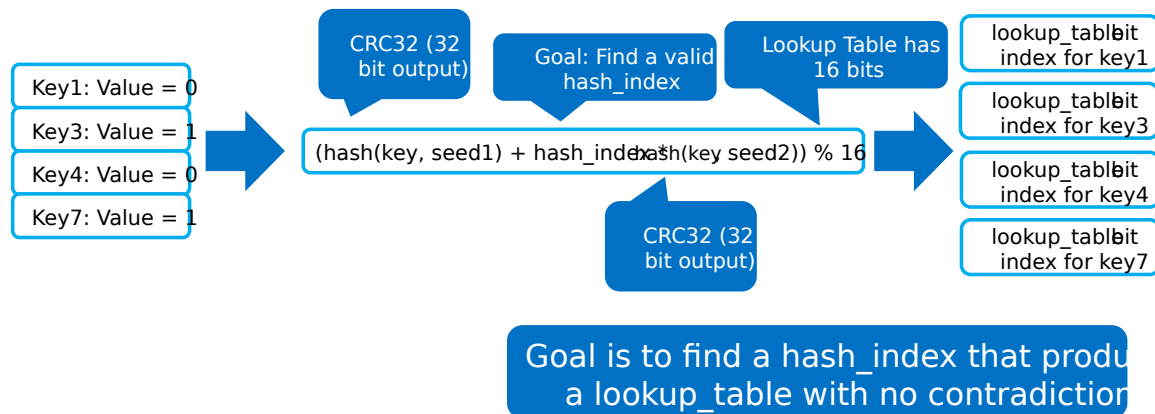 CRC32 (32
bit output)
Goal: Find a valid
hash_index
Lookup Table has
16 bits
Key1: Value = 0
Key3: Value = 1
Key4: Value = 0
Key7: Value = 1
(hash(key, seed1) + hash_index * hash(key, seed2)) % 16
CRC32 (32
bit output)
lookup_table bit
index for key1
lookup_table bit
index for key3
lookup_table bit
index for key4
lookup_table bit
index for key7
Goal is to find a hash_index that produ
a lookup_table with no contradiction